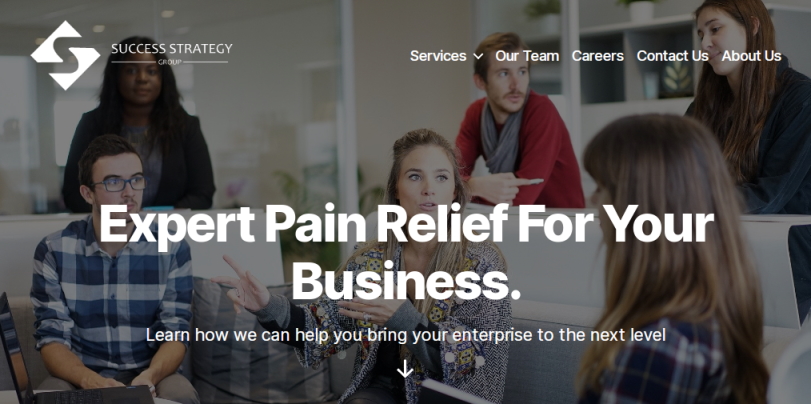 SUCCESS STRATEGY
GROUP
Services Our Team Careers Contact Us About Us
Expert Pain Relief For Your
Business.
Learn how we can help you bring your enterprise to the next level